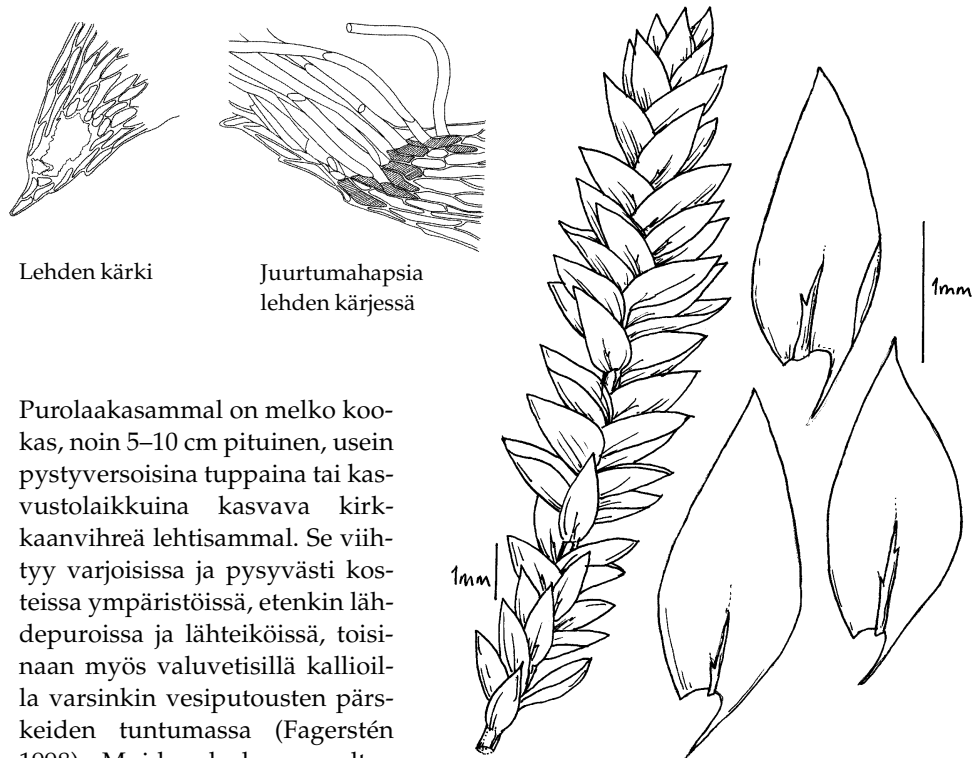 Lehden kärki
Juurtumahapsia
lehden kärjessä
1mm
1mm
Purolaakasammal on melko koo-
kas, noin 5–10 cm pituinen, usein
pystyversoisina tuppaina tai kas-
vustolaikkuina kasvava kirk-
kaanvihreä lehtisammal. Se viih-
tyy varjoisissa ja pysyvästi kos-
teissa ympäristöissä, etenkin läh-
depuroissa ja lähteiköissä, toisi-
naan myös valuvetisillä kallioil-
la varsinkin vesiputousten pärs-
keiden tuntumassa (Fagerstén